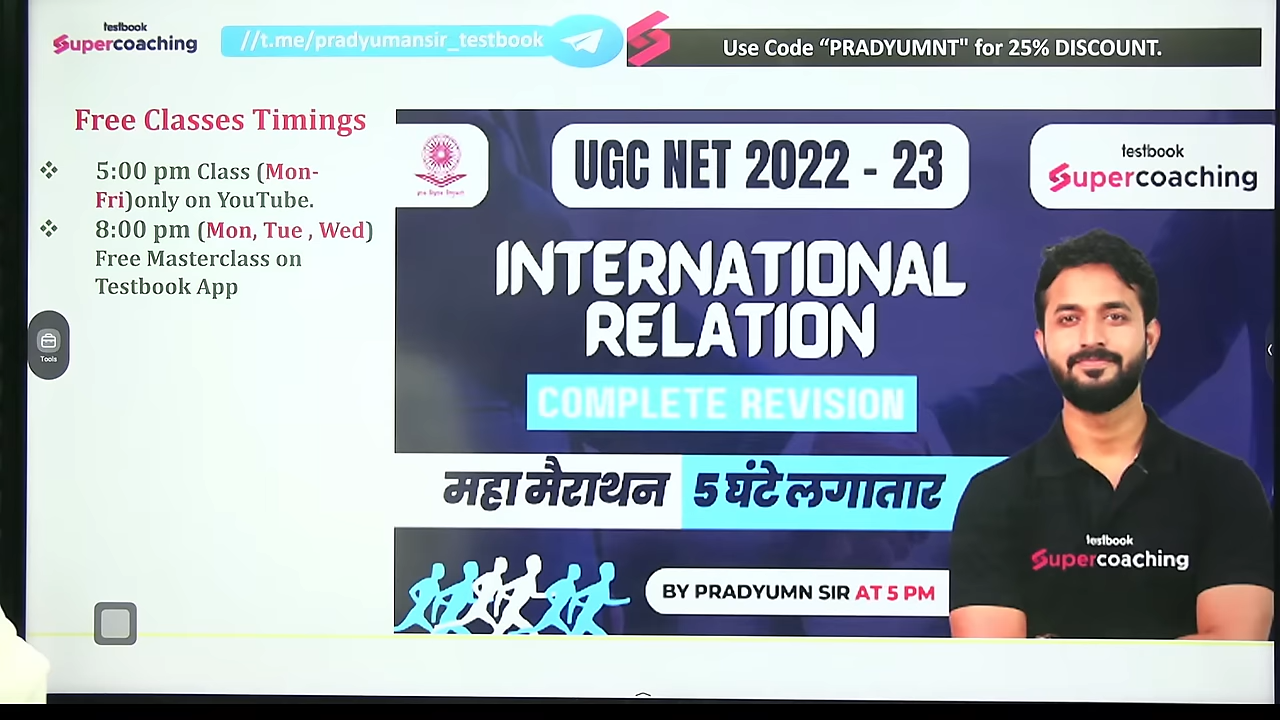 testbook
Supercoaching
//t.me/pradyumansir_testbook
Use Code “PRADYUMNT" for 25% DISCOUNT.
Free Classes Timings
❖ 5:00 pm Class (Mon-
Fri)only on YouTube.
❖ 8:00 pm (Mon, Tue , Wed)
Free Masterclass on
Testbook App
Tools
UGC NET 2022 - 23
testbook
Supercoaching
INTERNATIONAL
RELATION
COMPLETE REVISION
महा मैराथन 5 घंटे लगातार
BY PRADYUMN SIR AT 5 PM
testbook
Supercoaching